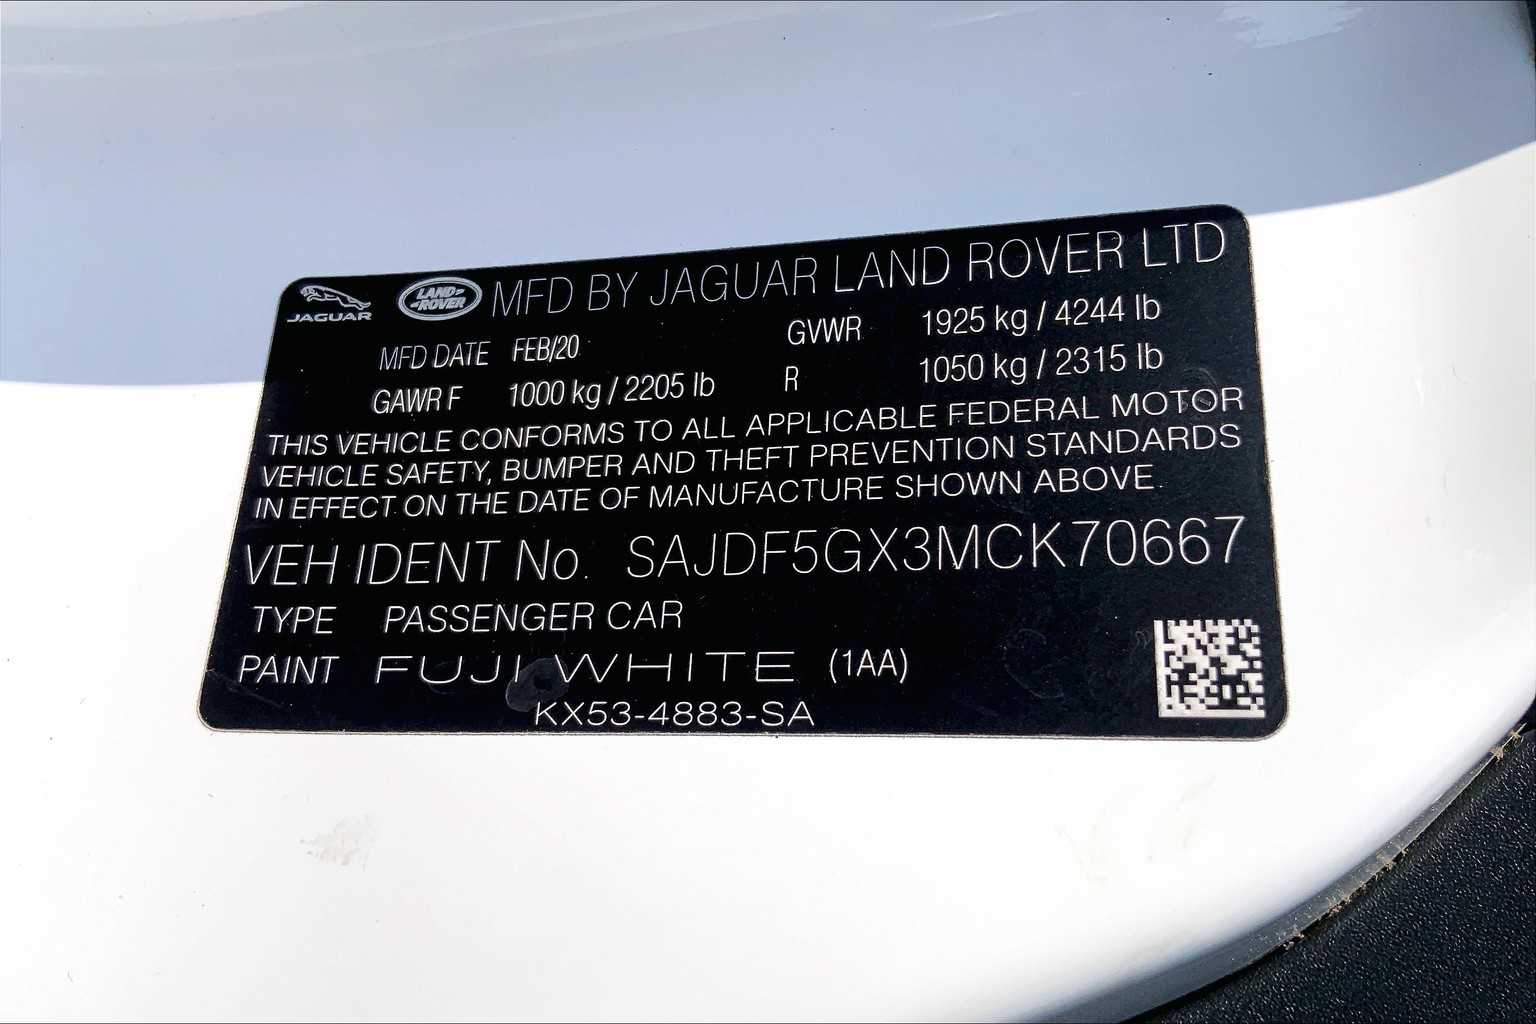 JAGUAR LAND ROVER MFD BY JAGUAR LAND ROVER LTD
MFD DATE FEB/20 GVWR 1925 kg / 4244 lb
GAWR F 1000 kg / 2205 lb R 1050 kg / 2315 lb
THIS VEHICLE CONFORMS TO ALL APPLICABLE FEDERAL MOTOR
VEHICLE SAFETY, BUMPER AND THEFT PREVENTION STANDARDS
IN EFFECT ON THE DATE OF MANUFACTURE SHOWN ABOVE.
VEH IDENT No. SAJDF5GX3MCK70667
TYPE PASSENGER CAR
PAINT FUJI WHITE (1AA)
KX53-4883-SA